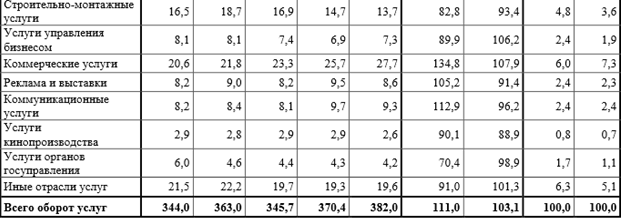 Строительно-монтажные услуги 16,5 18,7 16,9 14,7 13,7 82,8 93,4 4,8 3,6
Услуги управления бизнесом 8,1 8,1 7,4 6,9 7,3 89,9 106,2 2,4 1,9
Коммерческие услуги 20,6 21,8 23,3 25,7 27,7 134,8 107,9 6,0 7,3
Реклама и выставки 8,2 9,0 8,2 9,5 8,6 105,2 91,4 2,4 2,3
Коммуникационные услуги 8,2 8,4 8,1 9,7 9,3 112,9 96,2 2,4 2,4
Услуги кинопроизводства 2,9 2,8 2,9 2,9 2,6 90,1 88,9 0,8 0,7
Услуги органов госуправления 6,0 4,6 4,4 4,3 4,2 70,4 98,9 1,7 1,1
Иные отрасли услуг 21,5 22,2 19,7 19,3 19,6 91,0 101,3 6,3 5,1
Всего оборот услуг 344,0 363,0 345,7 370,4 382,0 111,0 103,1 100,0 100,0